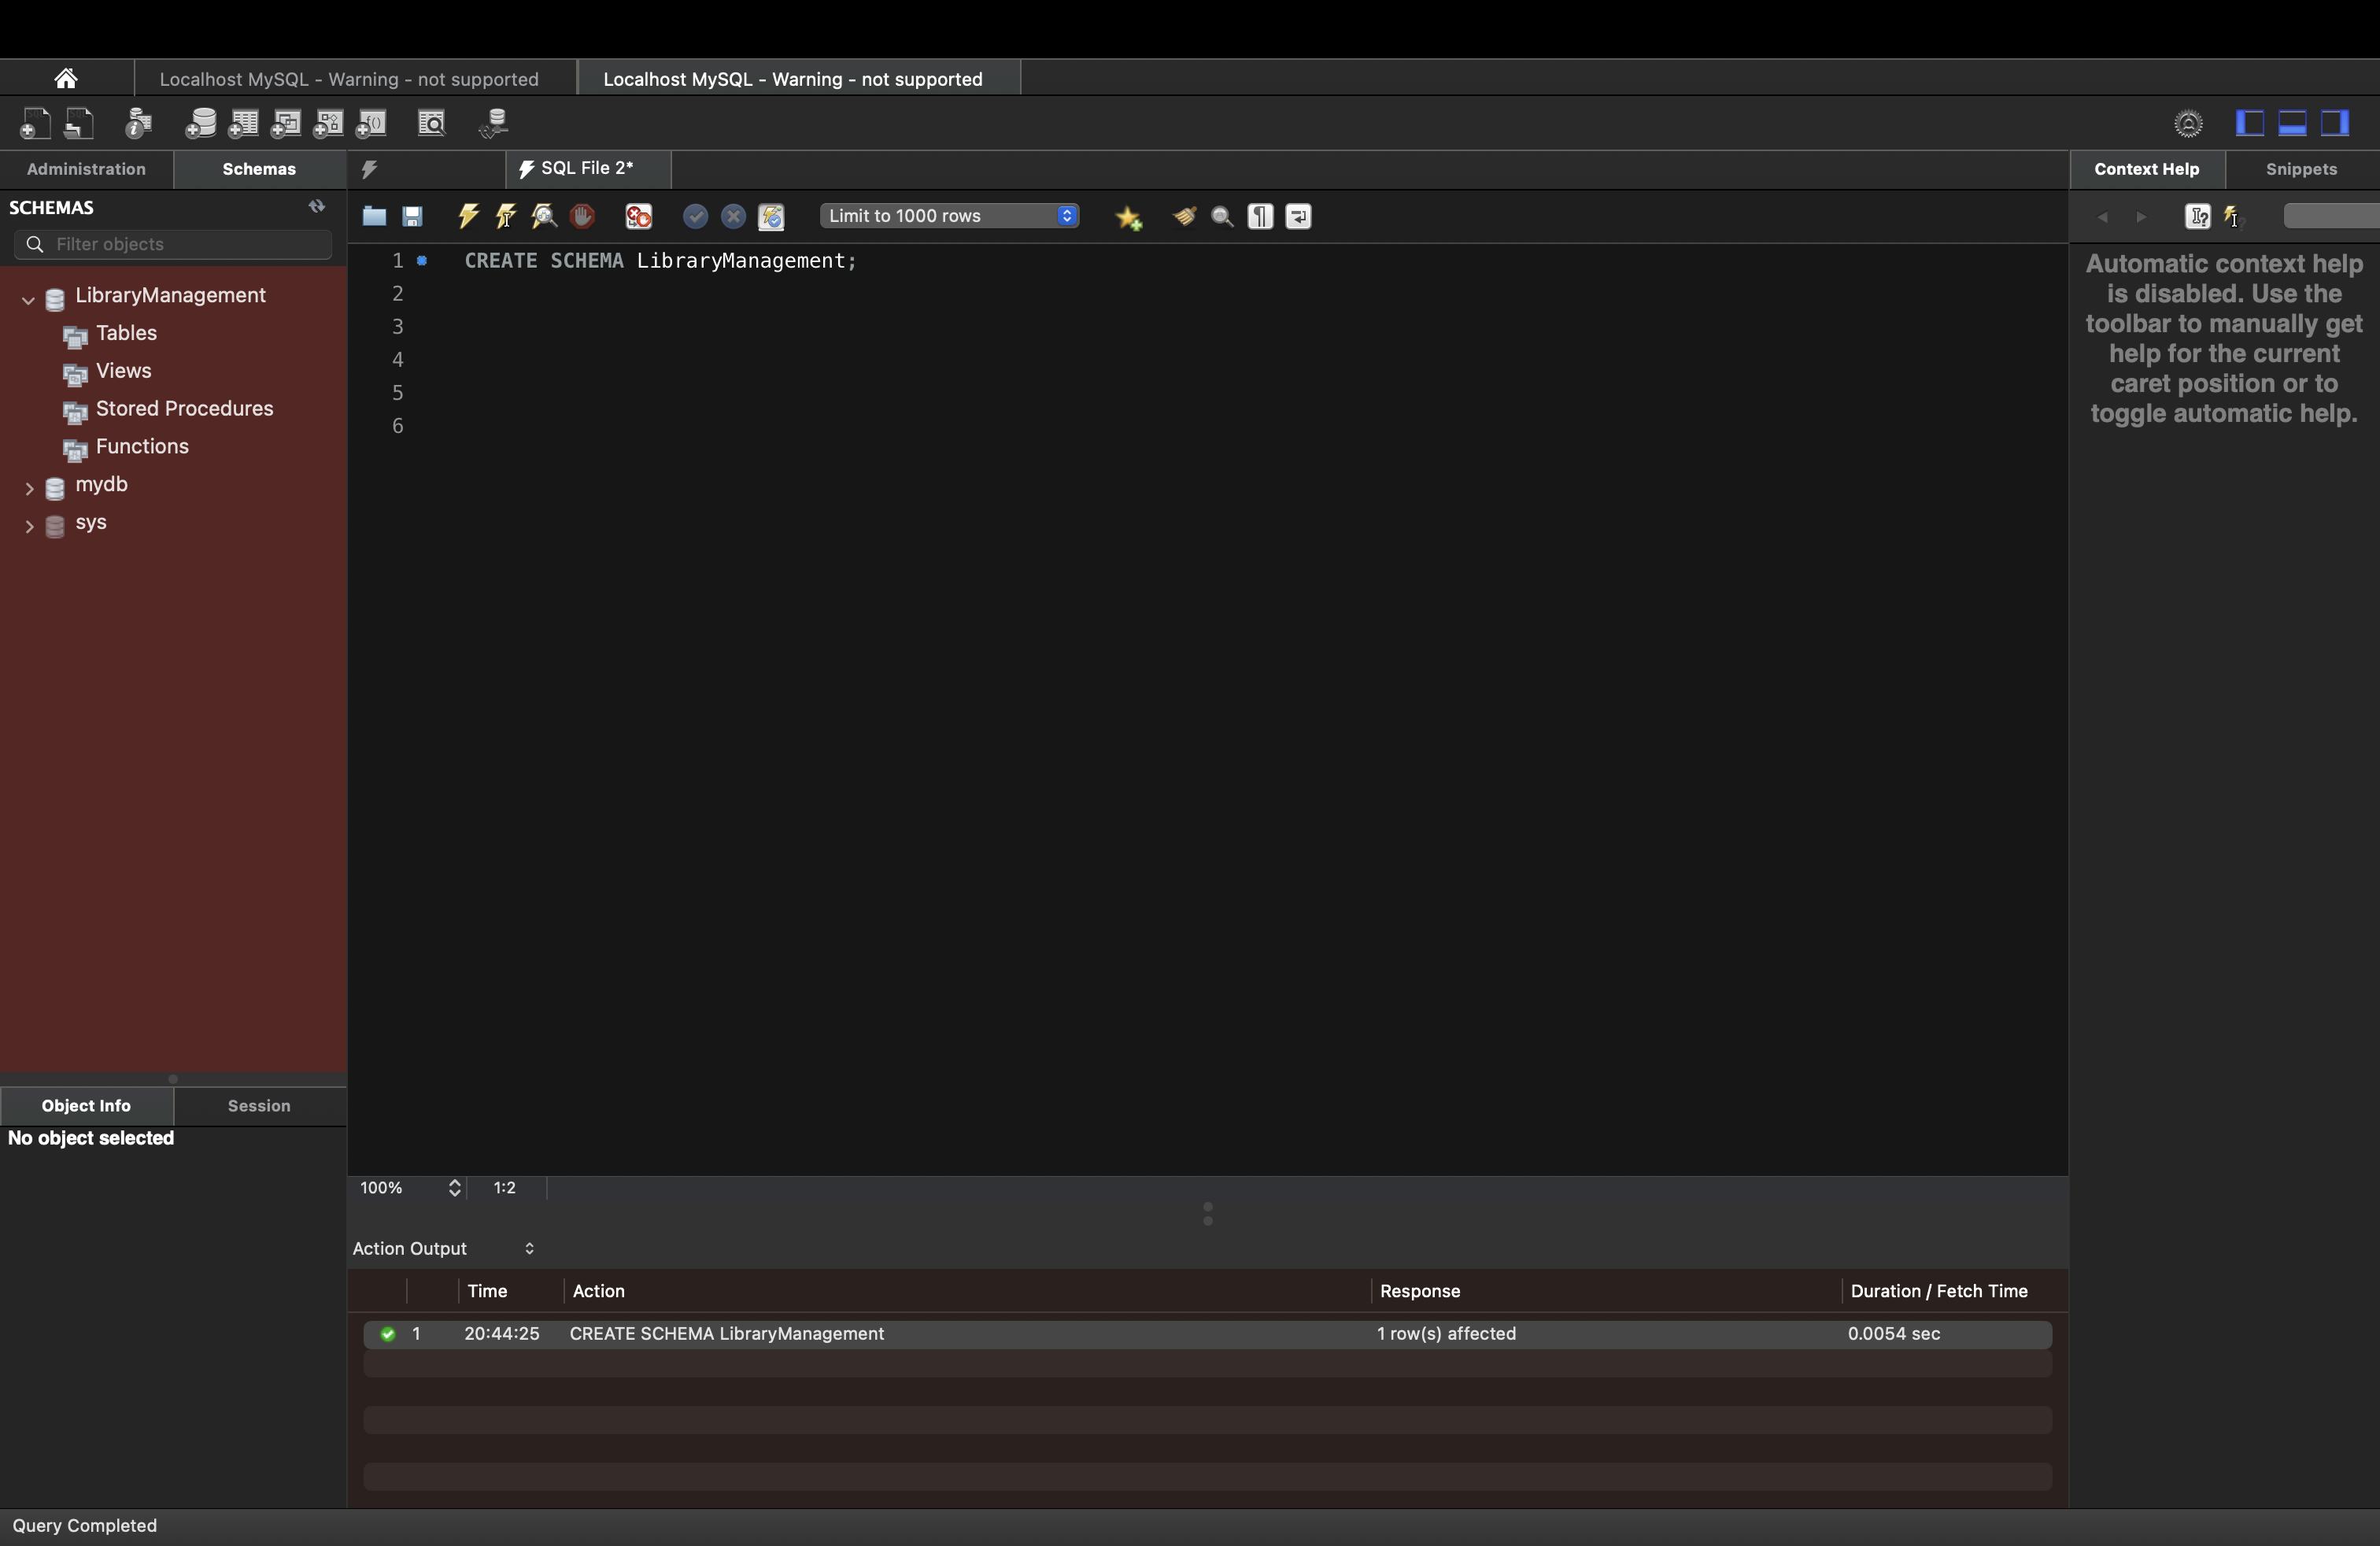 Localhost MySQL - Warning - not supported
Localhost MySQL - Warning - not supported
Administration
Schemas
SQL File 2*
Context Help
Snippets
SCHEMAS
Filter objects
Limit to 1000 rows
LibraryManagement
Tables
Views
Stored Procedures
Functions
mydb
sys
1 CREATE SCHEMA LibraryManagement;
2
3
4
5
6
Automatic context help
is disabled. Use the
toolbar to manually get
help for the current
caret position or to
toggle automatic help.
Object Info
Session
No object selected
100%
1:2
Action Output
Time Action Response Duration / Fetch Time
1 20:44:25 CREATE SCHEMA LibraryManagement 1 row(s) affected 0.0054 sec
Query Completed